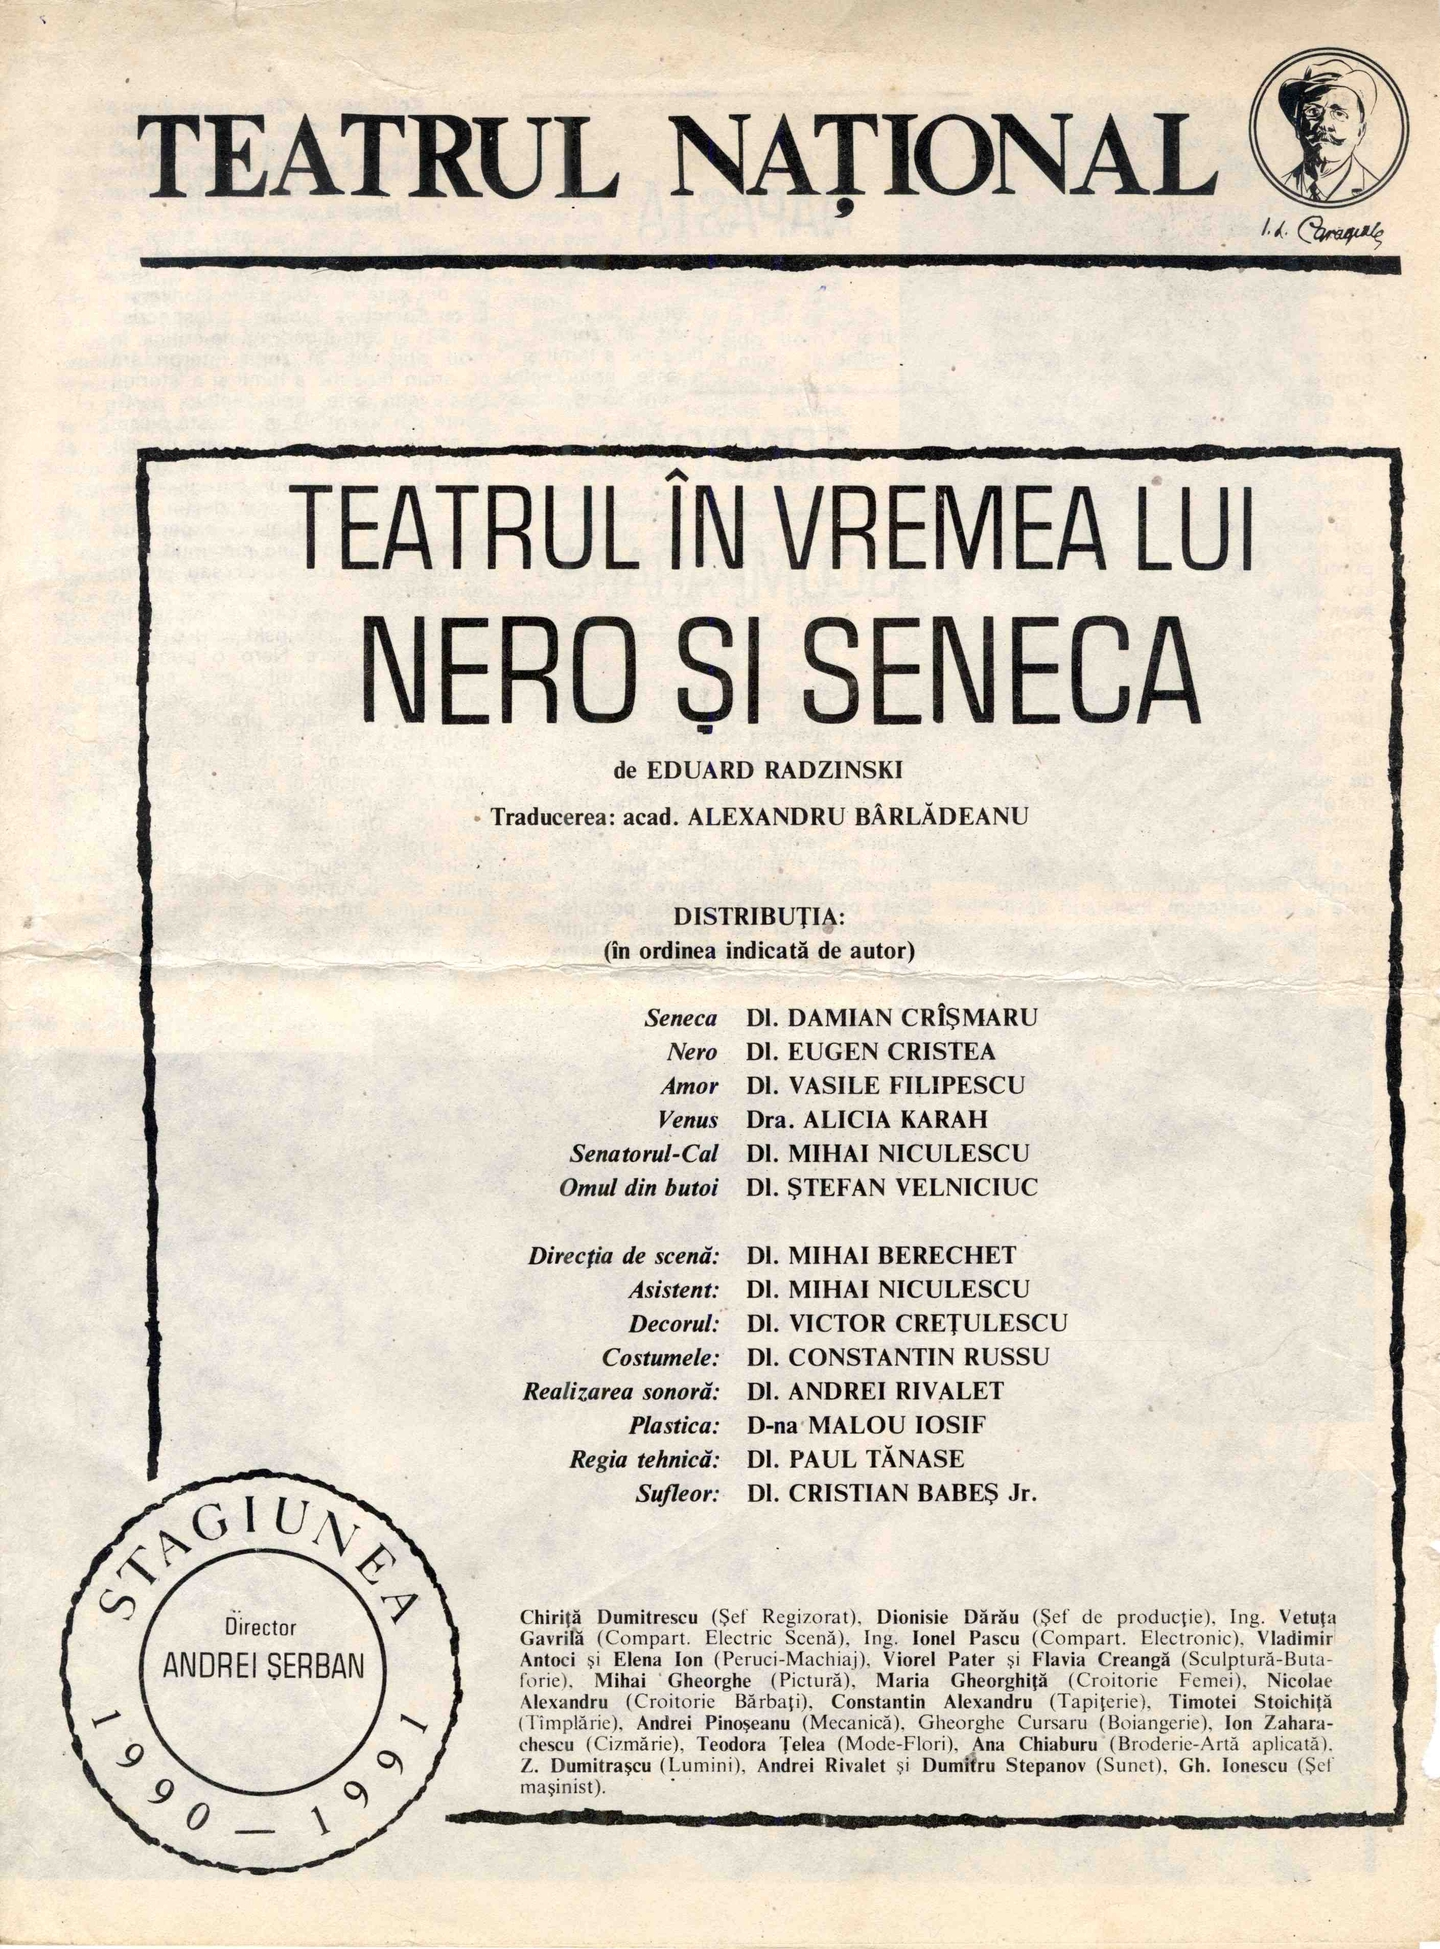 TEATRUL NAȚIONAL
I. L. Caragiale
TEATRUL ÎN VREMEA LUI
NERO ȘI SENECA
de EDUARD RADZINSKI
Traducerea: acad. ALEXANDRU BÂRLĂDEANU
DISTRIBUȚIA:
(în ordinea indicată de autor)
Seneca Dl. DAMIAN CRÎȘMARU
Nero Dl. EUGEN CRISTEA
Amor Dl. VASILE FILIPESCU
Venus Dra. ALICIA KARAH
Senatorul-Cal Dl. MIHAI NICULESCU
Omul din butoi Dl. ȘTEFAN VELNICIUC
Direcția de scenă: Dl. MIHAI BERECHET
Asistent: Dl. MIHAI NICULESCU
Decorul: Dl. VICTOR CREȚULESCU
Costumele: Dl. CONSTANTIN RUSSU
Realizarea sonoră: Dl. ANDREI RIVALET
Plastica: D-na MALOU IOSIF
Regia tehnică: Dl. PAUL TĂNASE
Sufleor: Dl. CRISTIAN BABEȘ Jr.
STAGIUNEA
Director
ANDREI ȘERBAN
1990 — 1991
Chiriță Dumitrescu (Șef Regizorat), Dionisie Dărău (Șef de producție), Ing. Vetuța
Gavrilă (Compart. Electric Scenă), Ing. Ionel Pascu (Compart. Electronic), Vladimir
Antoci și Elena Ion (Peruci-Machiaj), Viorel Pater și Flavia Creangă (Sculptură-Buta-
forie), Mihai Gheorghe (Pictură), Maria Gheorghiță (Croitorie Femei), Nicolae
Alexandru (Croitorie Bărbați), Constantin Alexandru (Tapițerie), Timotei Stoichiță
(Tîmplărie), Andrei Pinoșeanu (Mecanică), Gheorghe Cursaru (Boiangerie), Ion Zahara-
chescu (Cizmărie), Teodora Țelea (Mode-Flori), Ana Chiaburu (Broderie-Artă aplicată),
Z. Dumitrașcu (Lumini), Andrei Rivalet și Dumitru Stepanov (Sunet), Gh. Ionescu (Șef
mașinist).